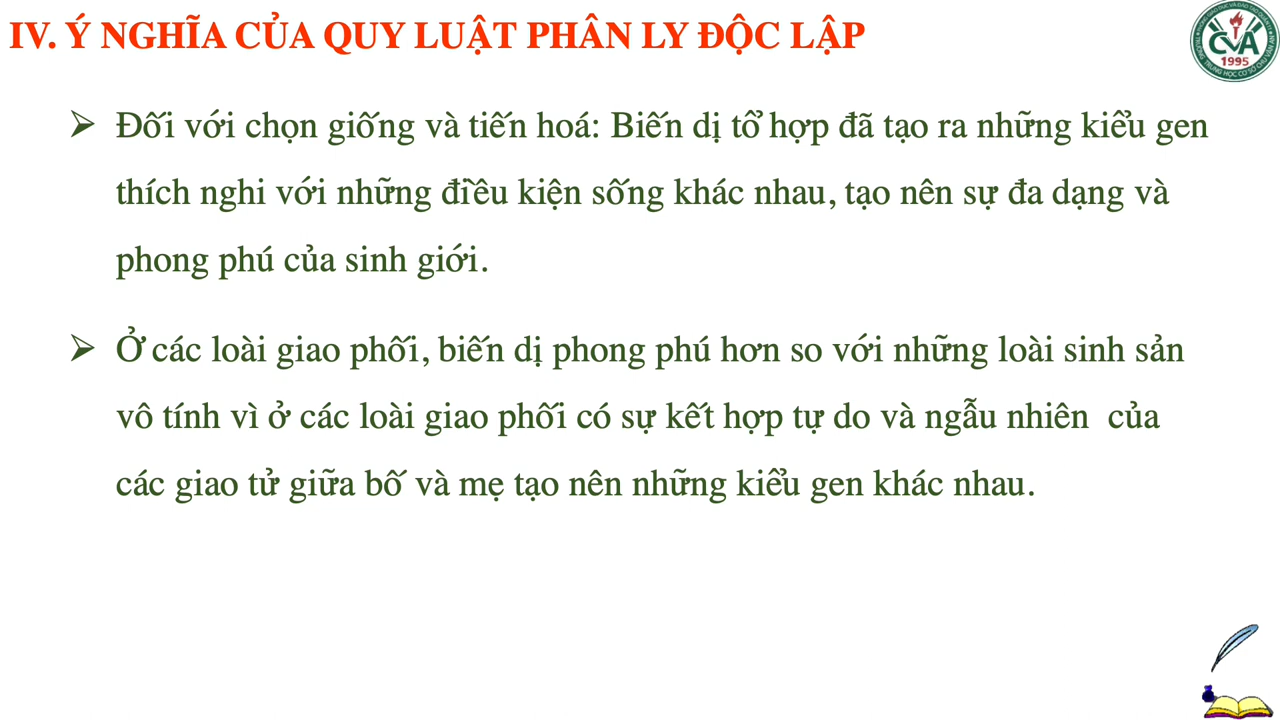 IV. Ý NGHĨA CỦA QUY LUẬT PHÂN LY ĐỘC LẬP
CVA
1995
Đối với chọn giống và tiến hoá: Biến dị tổ hợp đã tạo ra những kiểu gen
thích nghi với những điều kiện sống khác nhau, tạo nên sự đa dạng và
phong phú của sinh giới.
Ở các loài giao phối, biến dị phong phú hơn so với những loài sinh sản
vô tính vì ở các loài giao phối có sự kết hợp tự do và ngẫu nhiên của
các giao tử giữa bố và mẹ tạo nên những kiểu gen khác nhau.